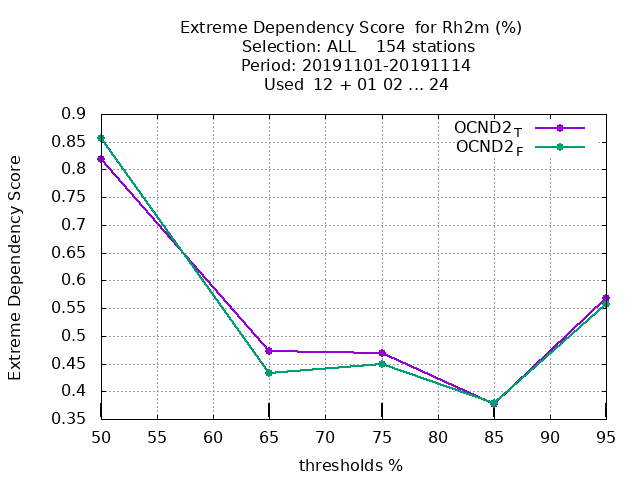 Extreme Dependency Score  for Rh2m (%)
Selection: ALL    154 stations
Period: 20191101-20191114
Used  12 + 01 02 ... 24
Extreme Dependency Score
0.9
0.85
0.8
0.75
0.7
0.65
0.6
0.55
0.5
0.45
0.4
0.35
OCND2T
OCND2F
50 55 60 65 70 75 80 85 90 95
thresholds %